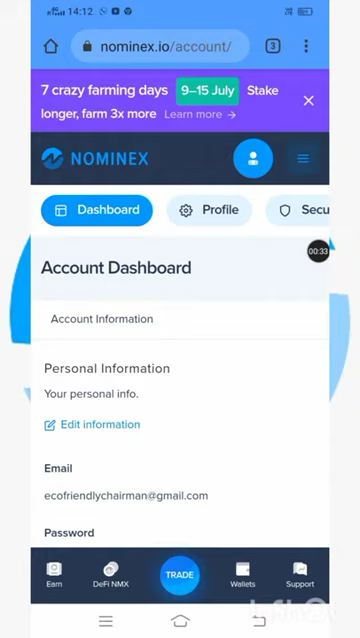 14:12
nominex.io/account/
3
7 crazy farming days 9–15 July Stake
longer, farm 3x more Learn more →
NOMINEX
Dashboard Profile Secu
00:33
Account Dashboard
Account Information
Personal Information
Your personal info.
Edit information
Email
ecofriendlychairman@gmail.com
Password
Earn DeFi NMX TRADE Wallets Support